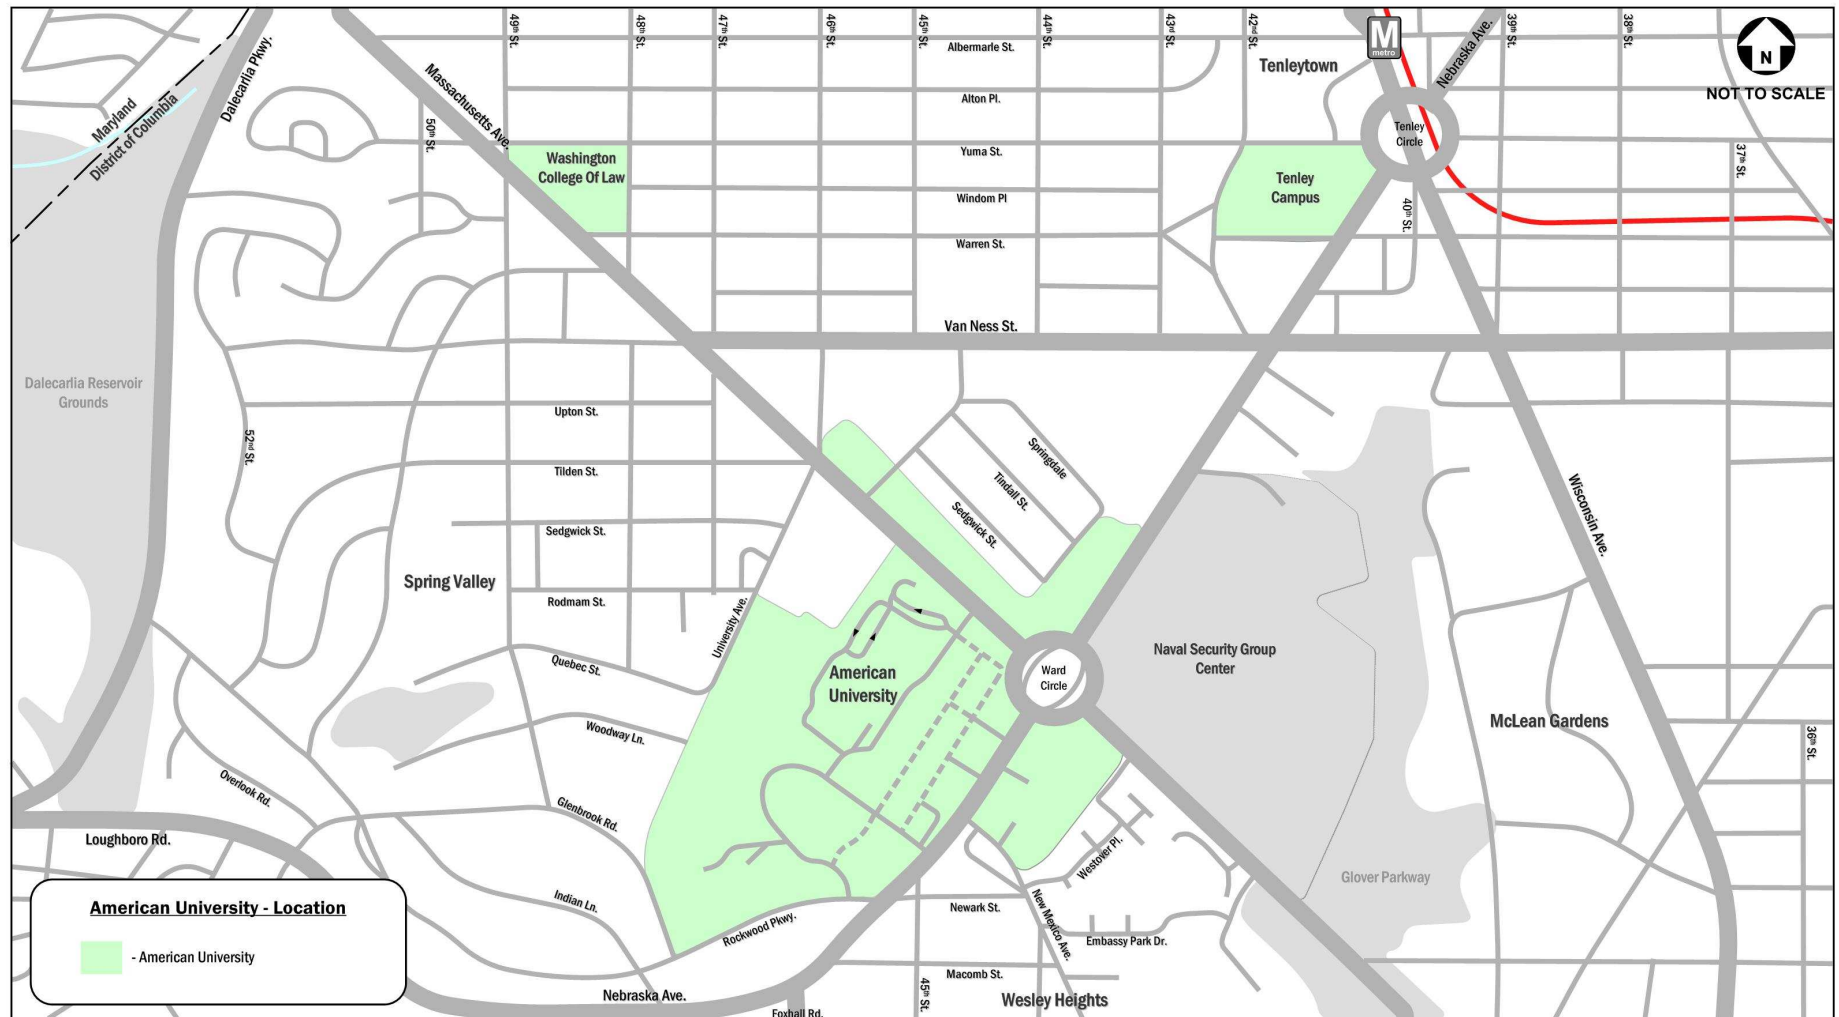 49th St.
48th St.
47th St.
46th St.
45th St.
44th St.
43rd St.
42nd St.
39th St.
38th St.
M
metro
Nebraska Ave.
N
NOT TO SCALE
Albermarle St.
Tenleytown
Dalecarlia Pkwy.
Massachusetts Ave.
Alton Pl.
Maryland
District of Columbia
50th St.
Tenley
Circle
Yuma St.
37th St.
Washington
College Of Law
Tenley
Campus
Windom Pl
40th St.
Warren St.
Van Ness St.
Dalecarlia Reservoir
Grounds
Upton St.
52nd St.
Springdale
Tilden St.
Tindall St.
Sedgwick St.
Wisconsin Ave.
Sedgwick St.
Spring Valley
Rodmam St.
University Ave.
Naval Security Group
Center
Quebec St.
American
University
Ward
Circle
McLean Gardens
Woodway Ln.
36th St.
Overlook Rd.
Glenbrook Rd.
Loughboro Rd.
Westover Pl.
Glover Parkway
American University - Location
Indian Ln.
Newark St.
New Mexico Ave.
Rockwood Pkwy.
Embassy Park Dr.
- American University
Macomb St.
Nebraska Ave.
45th St.
Wesley Heights
Foxhall Rd.